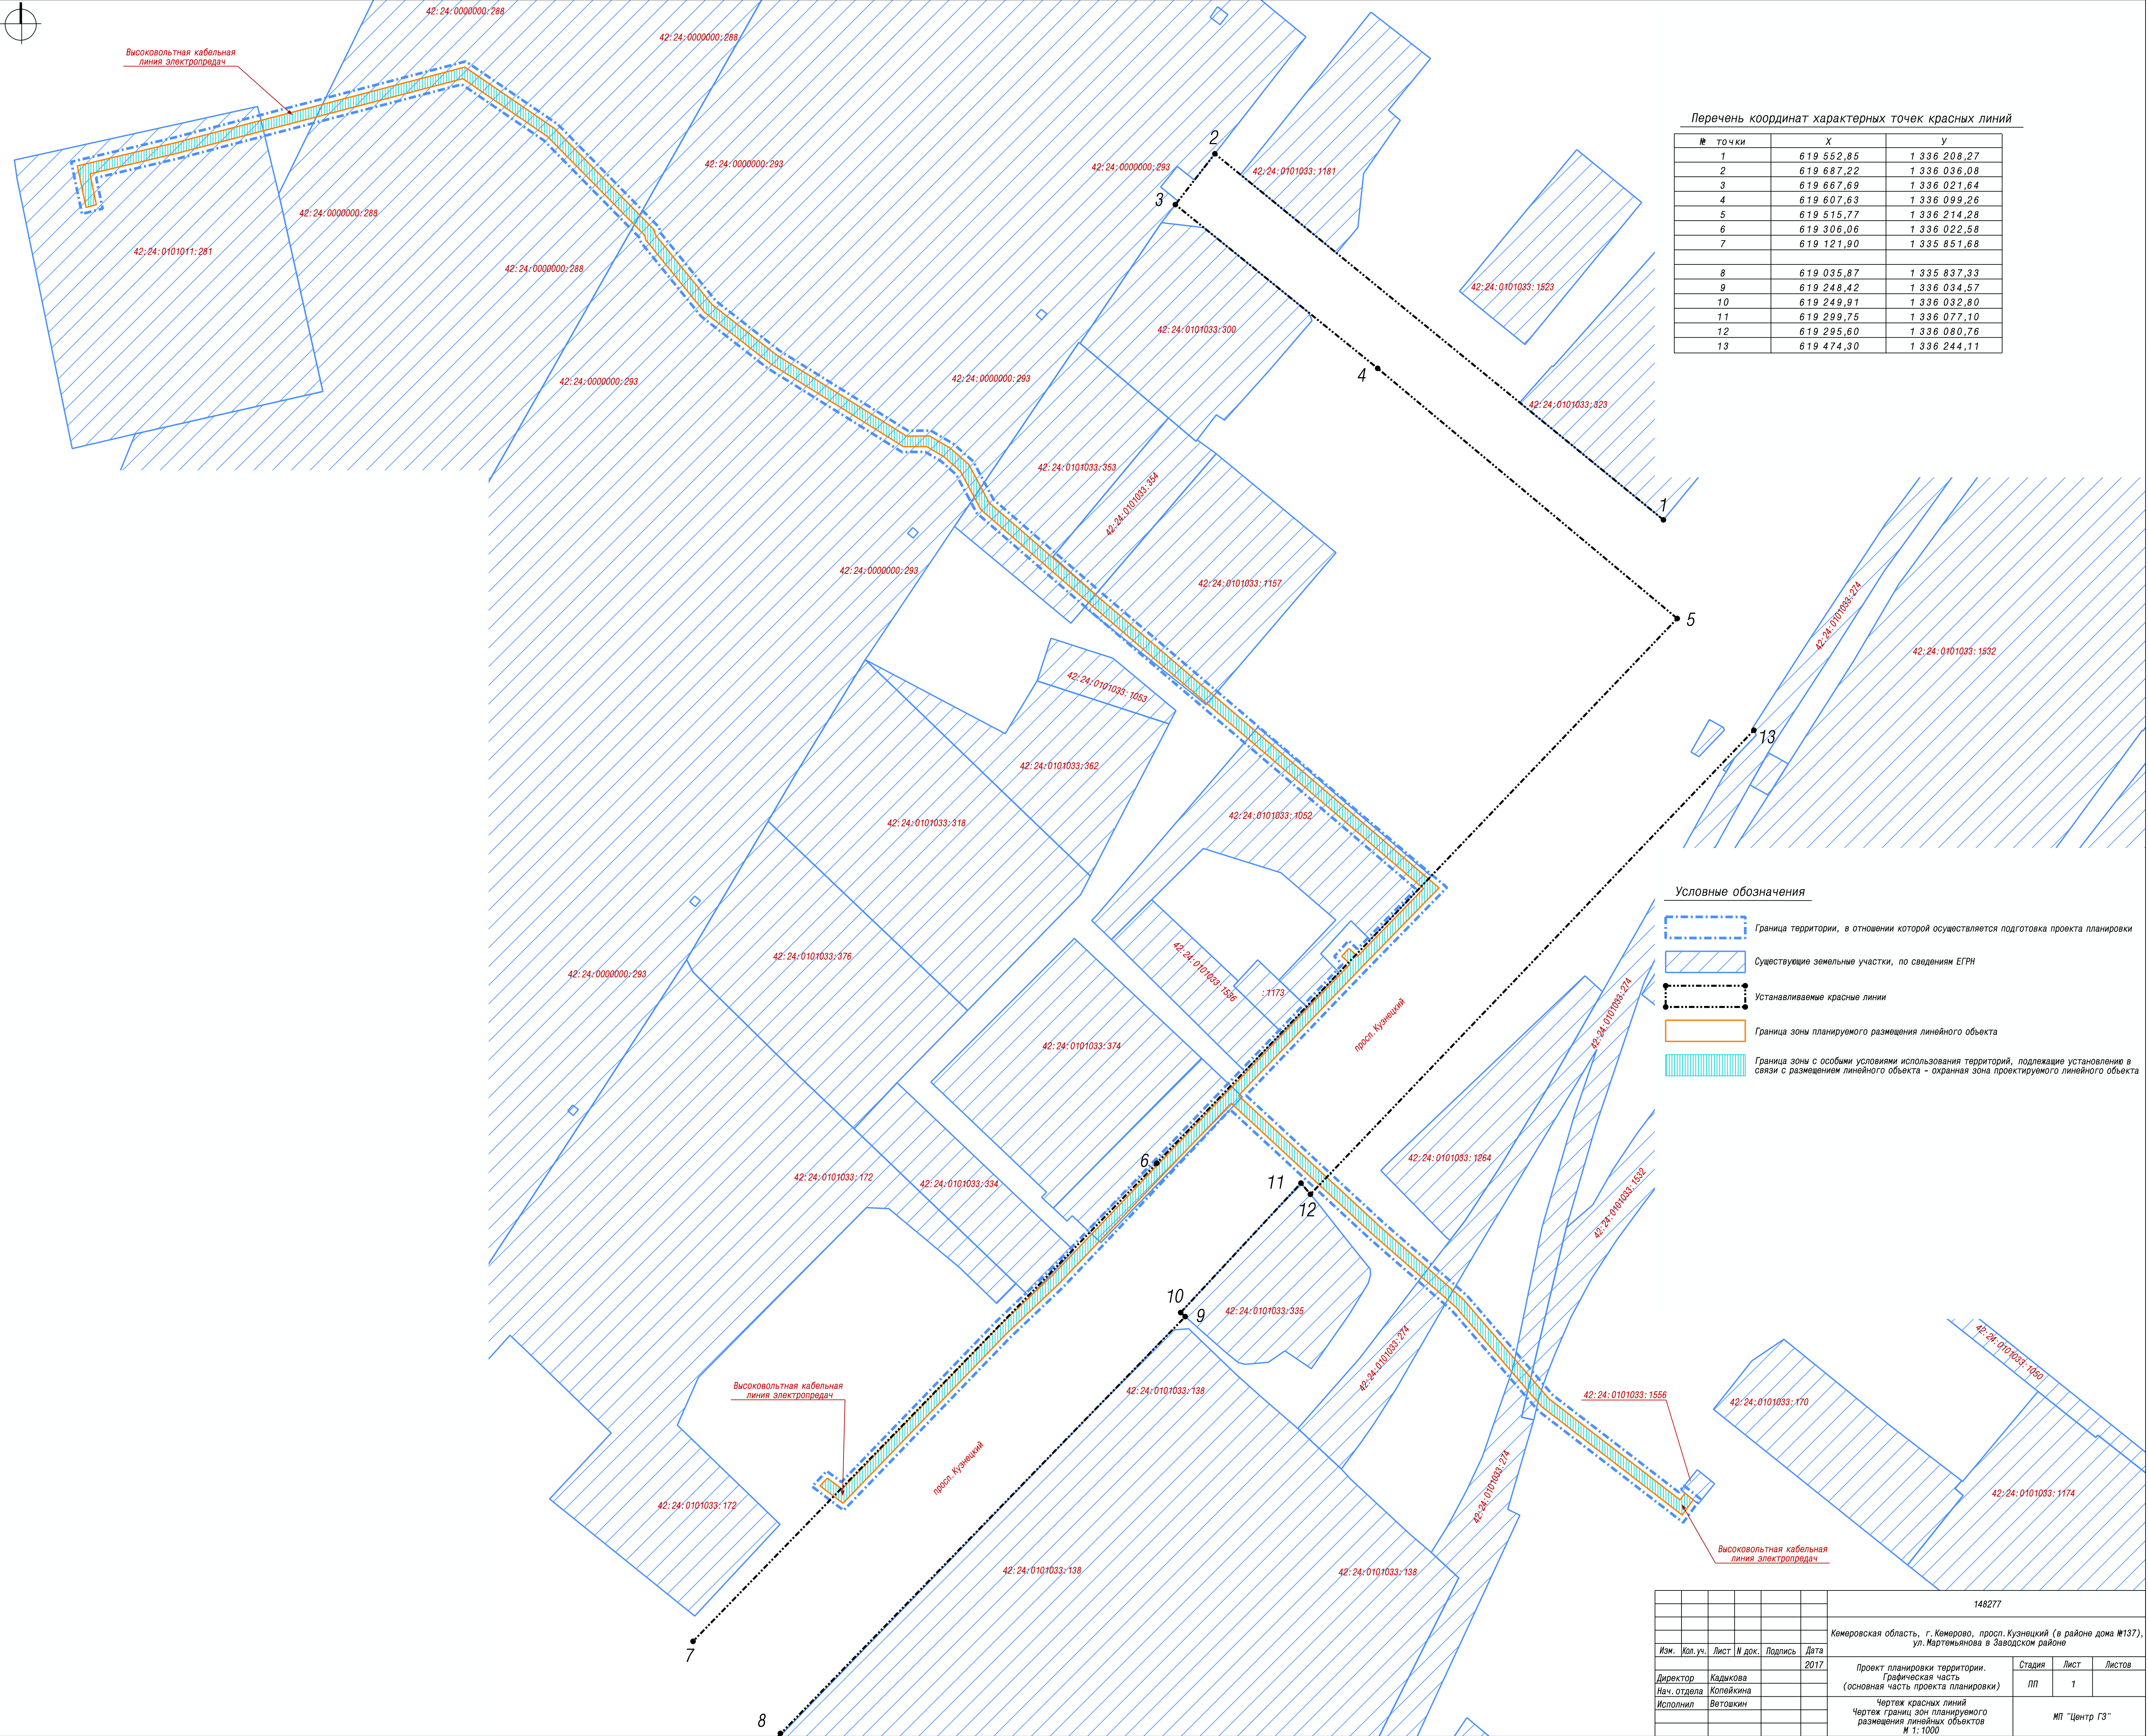 42:24:0000000:288
42:24:0000000:288
Высоковольтная кабельная
линия электропредач
42:24:0000000:293
42:24:0000000:293
42:24:0101033:1181
42:24:0000000:288
42:24:0101011:281
42:24:0000000:288
42:24:0101033:1523
42:24:0101033:300
42:24:0000000:293
42:24:0000000:293
42:24:0101033:323
42:24:0101033:353
42:24:0101033:354
42:24:0000000:293
42:24:0101033:1157
42:24:0101033:274
42:24:0101033:1532
42:24:0101033:1053
42:24:0101033:362
42:24:0101033:318
42:24:0101033:1052
42:24:0101033:376
42:24:0000000:293
42:24:0101033:1536
:1173
просп. Кузнецкий
42:24:0101033:274
42:24:0101033:374
42:24:0101033:1264
42:24:0101033:172
42:24:0101033:334
42:24:0101033:1532
42:24:0101033:335
42:24:0101033:274
42:24:0101033:1050
Высоковольтная кабельная
линия электропредач
42:24:0101033:138
42:24:0101033:1556
42:24:0101033:170
просп. Кузнецкий
42:24:0101033:274
42:24:0101033:172
42:24:0101033:1174
Высоковольтная кабельная
линия электропредач
42:24:0101033:138
42:24:0101033:138
1
2
3
4
5
6
7
8
9
10
11
12
13
Перечень координат характерных точек красных линий
№ точки X У
1 619 552,85 1 336 208,27
2 619 687,22 1 336 036,08
3 619 667,69 1 336 021,64
4 619 607,63 1 336 099,26
5 619 515,77 1 336 214,28
6 619 306,06 1 336 022,58
7 619 121,90 1 335 851,68
8 619 035,87 1 335 837,33
9 619 248,42 1 336 034,57
10 619 249,91 1 336 032,80
11 619 299,75 1 336 077,10
12 619 295,60 1 336 080,76
13 619 474,30 1 336 244,11
Условные обозначения
Граница территории, в отношении которой осуществляется подготовка проекта планировки
Существующие земельные участки, по сведениям ЕГРН
Устанавливаемые красные линии
Граница зоны планируемого размещения линейного объекта
Граница зоны с особыми условиями использования территорий, подлежащие установлению в
связи с размещением линейного объекта - охранная зона проектируемого линейного объекта
148277
Кемеровская область, г.Кемерово, просп.Кузнецкий (в районе дома №137),
ул.Мартемьянова в Заводском районе
Изм. Кол.уч. Лист N док. Подпись Дата
2017
Директор Кадыкова
Нач.отдела Копейкина
Исполнил Ветошкин
Проект планировки территории.
Графическая часть
(основная часть проекта планировки)
Стадия Лист Листов
ПП 1
Чертеж красных линий
Чертеж границ зон планируемого
размещения линейных объектов
М 1:1000
МП "Центр ГЗ"